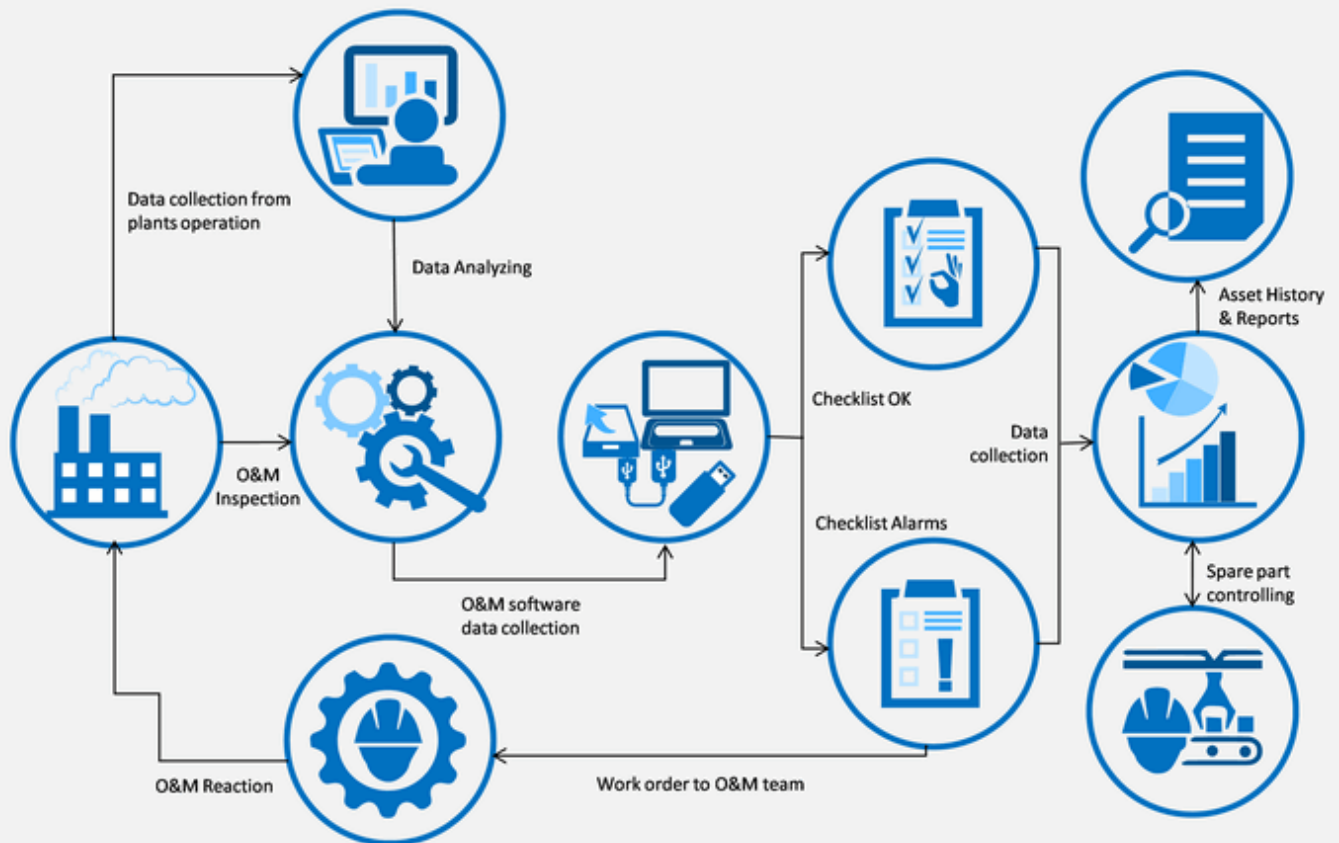 Data collection from
plants operation
Data Analyzing
O&M
Inspection
O&M software
data collection
Checklist OK
Checklist Alarms
Data
collection
Asset History
& Reports
Spare part
controlling
Work order to O&M team
O&M Reaction